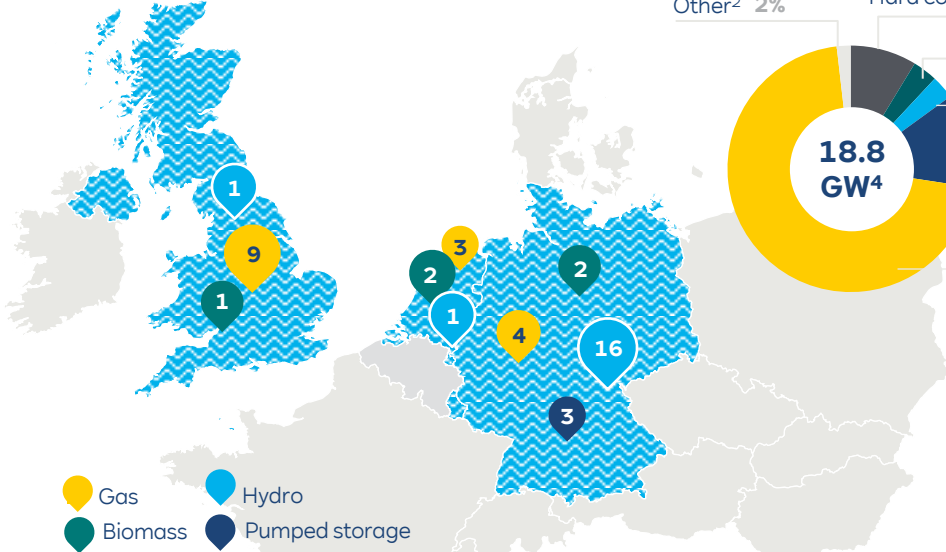 Other² 2%
Hard
18.8
GW⁴
1
9
1
3
2
2
1
4
16
3
Gas
Hydro
Biomass
Pumped storage